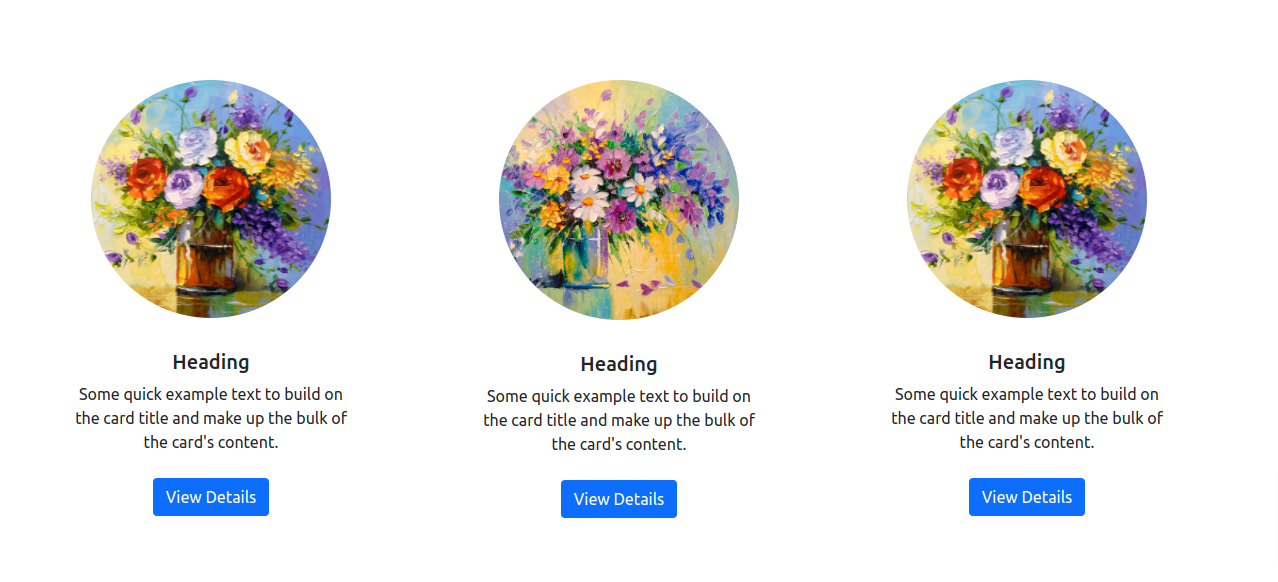 Heading
Some quick example text to build on
the card title and make up the bulk of
the card's content.
View Details
Heading
Some quick example text to build on
the card title and make up the bulk of
the card's content.
View Details
Heading
Some quick example text to build on
the card title and make up the bulk of
the card's content.
View Details